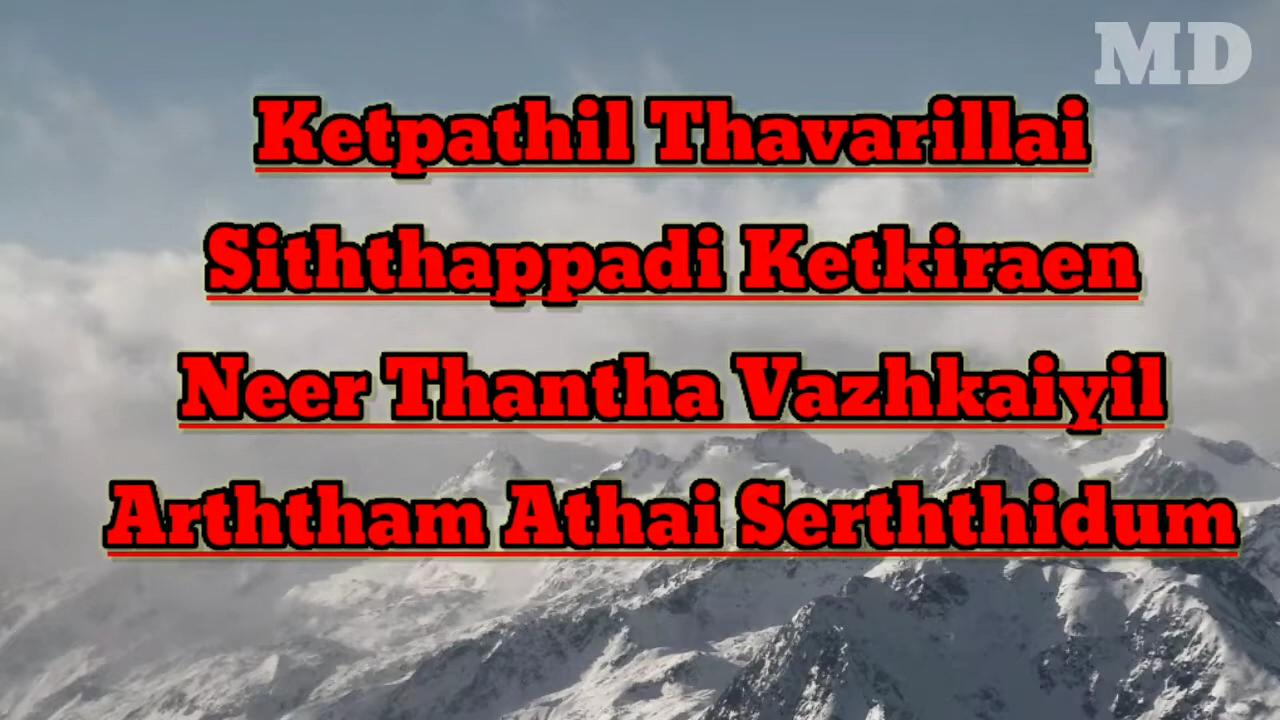 MD
Ketpathil Thavarillai
Siththappadi Ketkiraen
Neer Thantha Vazhkaiyil
Arththam Athai Serththidum